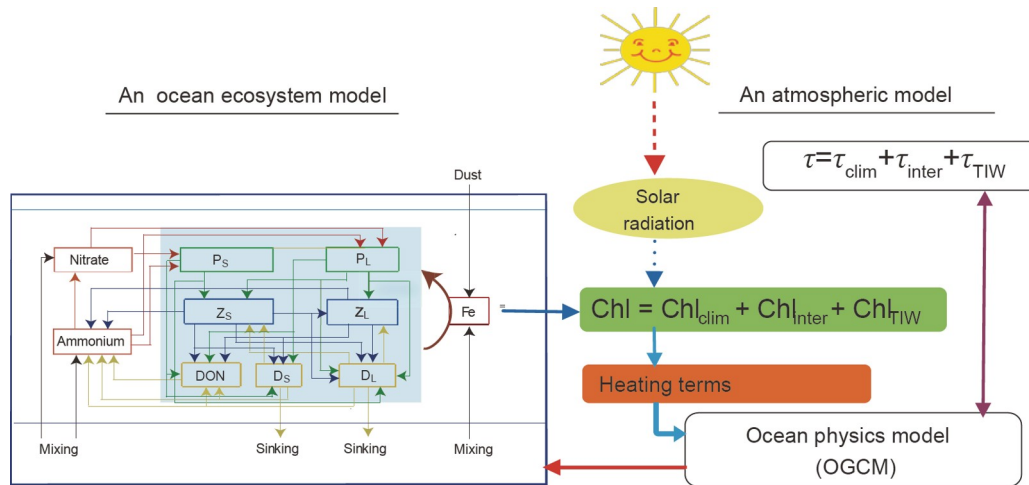 An ocean ecosystem model
An atmospheric model
τ=τclim+τinter+τTIW
Dust
Solar
radiation
Nitrate
PS
PL
Chl = Chlclim + ChlInter + ChlTIW
ZS
ZL
Fe
=
Ammonium
DON
DS
DL
Heating terms
Ocean physics model
(OGCM)
Mixing
Sinking
Sinking
Mixing